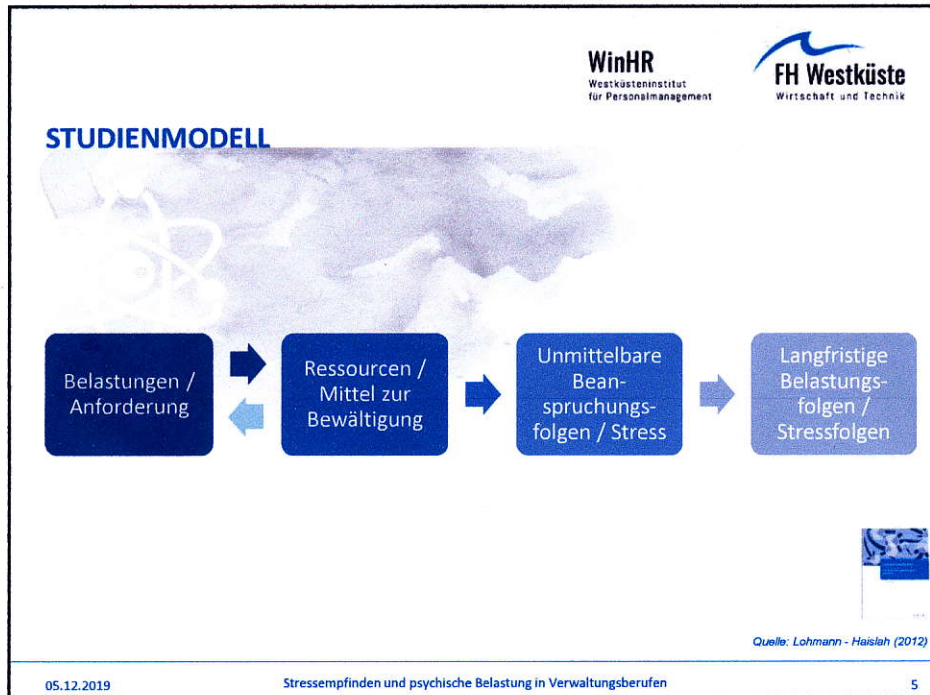 WinHR
Westküsteninstitut
für Personalmanagement
FH Westküste
Wirtschaft und Technik
STUDIENMODELL
Belastungen /
Anforderung
Ressourcen /
Mittel zur
Bewältigung
Unmittelbare
Bean-
spruchungs-
folgen / Stress
Langfristige
Belastungs-
folgen /
Stressfolgen
Quelle: Lohmann - Haislah (2012)
05.12.2019
Stressempfinden und psychische Belastung in Verwaltungsberufen
5